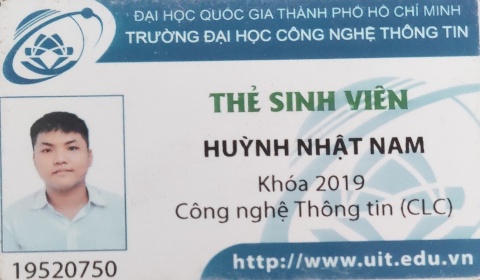 ĐẠI HỌC QUỐC GIA THÀNH PHỐ HỒ CHÍ MINH
TRƯỜNG ĐẠI HỌC CÔNG NGHỆ THÔNG TIN
THẺ SINH VIÊN
HUỲNH NHẬT NAM
Khóa 2019
Công nghệ Thông tin (CLC)
19520750
http://www.uit.edu.vn